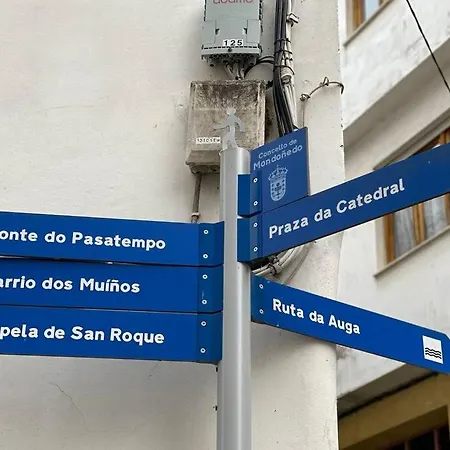 125
Concello de
Mondoñedo
Praza da Catedral
onte do Pasatempo
arrio dos Muíños
pela de San Roque
Ruta da Auga